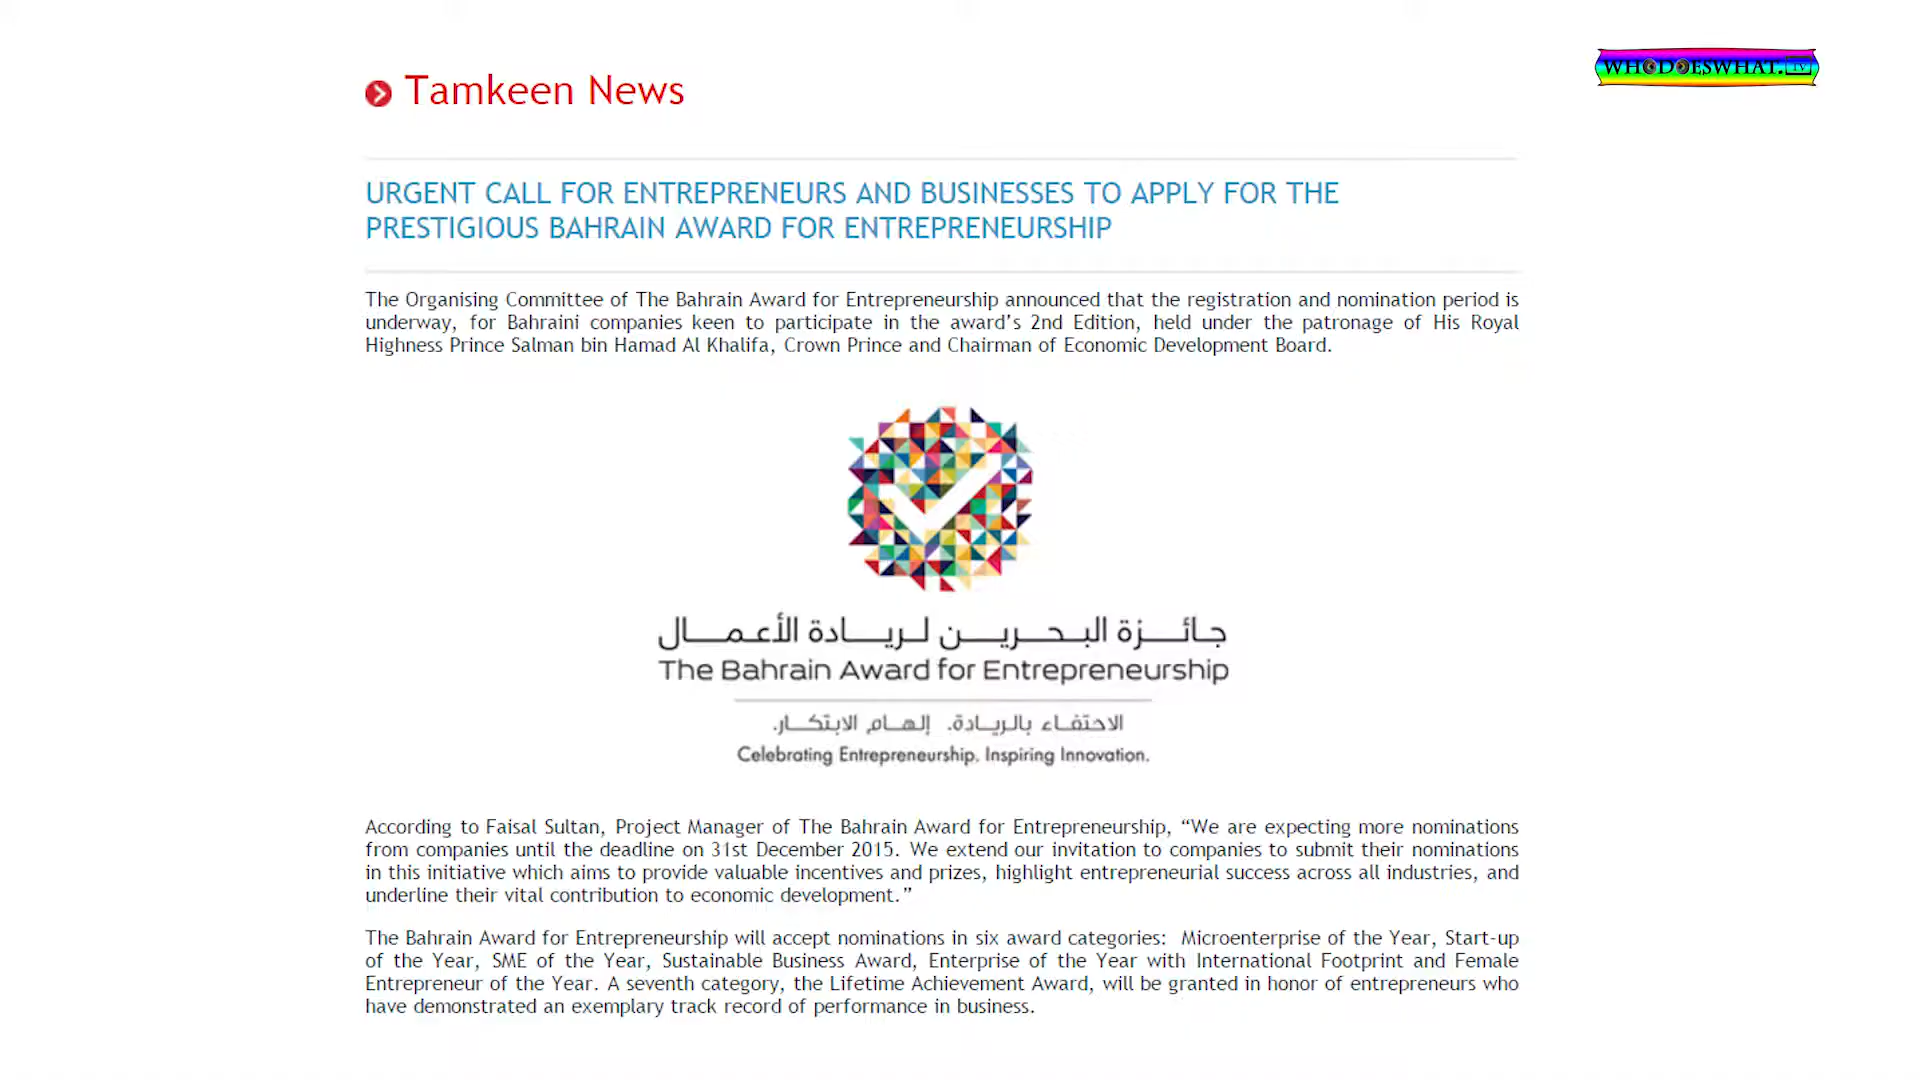 Tamkeen News
WHODOESWHAT.TV
URGENT CALL FOR ENTREPRENEURS AND BUSINESSES TO APPLY FOR THE
PRESTIGIOUS BAHRAIN AWARD FOR ENTREPRENEURSHIP
The Organising Committee of The Bahrain Award for Entrepreneurship announced that the registration and nomination period is
underway, for Bahraini companies keen to participate in the award’s 2nd Edition, held under the patronage of His Royal
Highness Prince Salman bin Hamad Al Khalifa, Crown Prince and Chairman of Economic Development Board.
جائزة البحرين لريادة الأعمال
The Bahrain Award for Entrepreneurship
الاحتفاء بالريادة. إلهام الابتكار.
Celebrating Entrepreneurship. Inspiring Innovation.
According to Faisal Sultan, Project Manager of The Bahrain Award for Entrepreneurship, “We are expecting more nominations
from companies until the deadline on 31st December 2015. We extend our invitation to companies to submit their nominations
in this initiative which aims to provide valuable incentives and prizes, highlight entrepreneurial success across all industries, and
underline their vital contribution to economic development.”
The Bahrain Award for Entrepreneurship will accept nominations in six award categories: Microenterprise of the Year, Start-up
of the Year, SME of the Year, Sustainable Business Award, Enterprise of the Year with International Footprint and Female
Entrepreneur of the Year. A seventh category, the Lifetime Achievement Award, will be granted in honor of entrepreneurs who
have demonstrated an exemplary track record of performance in business.